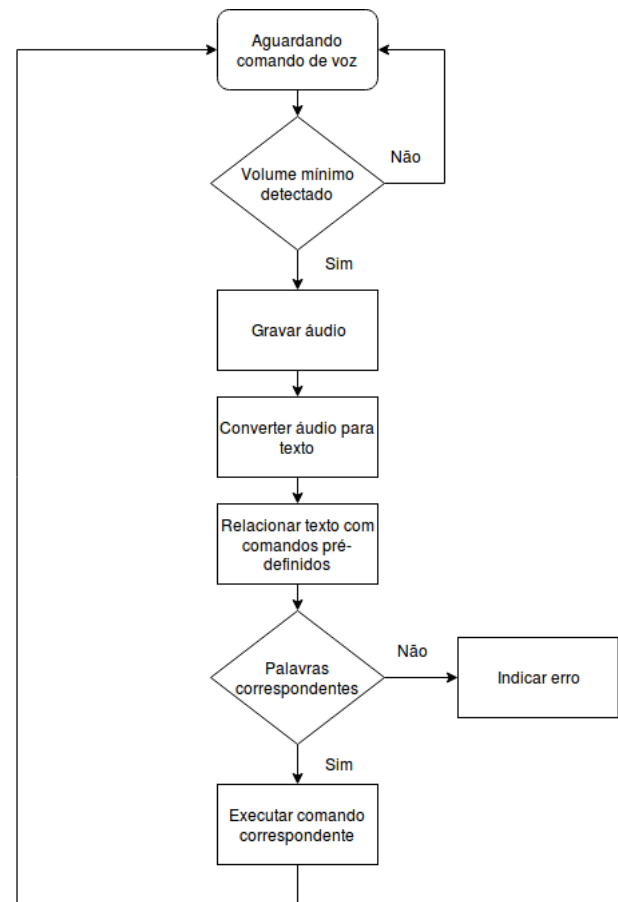 Aguardando
comando de voz
Não
Volume mínimo
detectado
Sim
Gravar áudio
Converter áudio para
texto
Relacionar texto com
comandos pré-
definidos
Não
Palavras
correspondentes
Indicar erro
Sim
Executar comando
correspondente